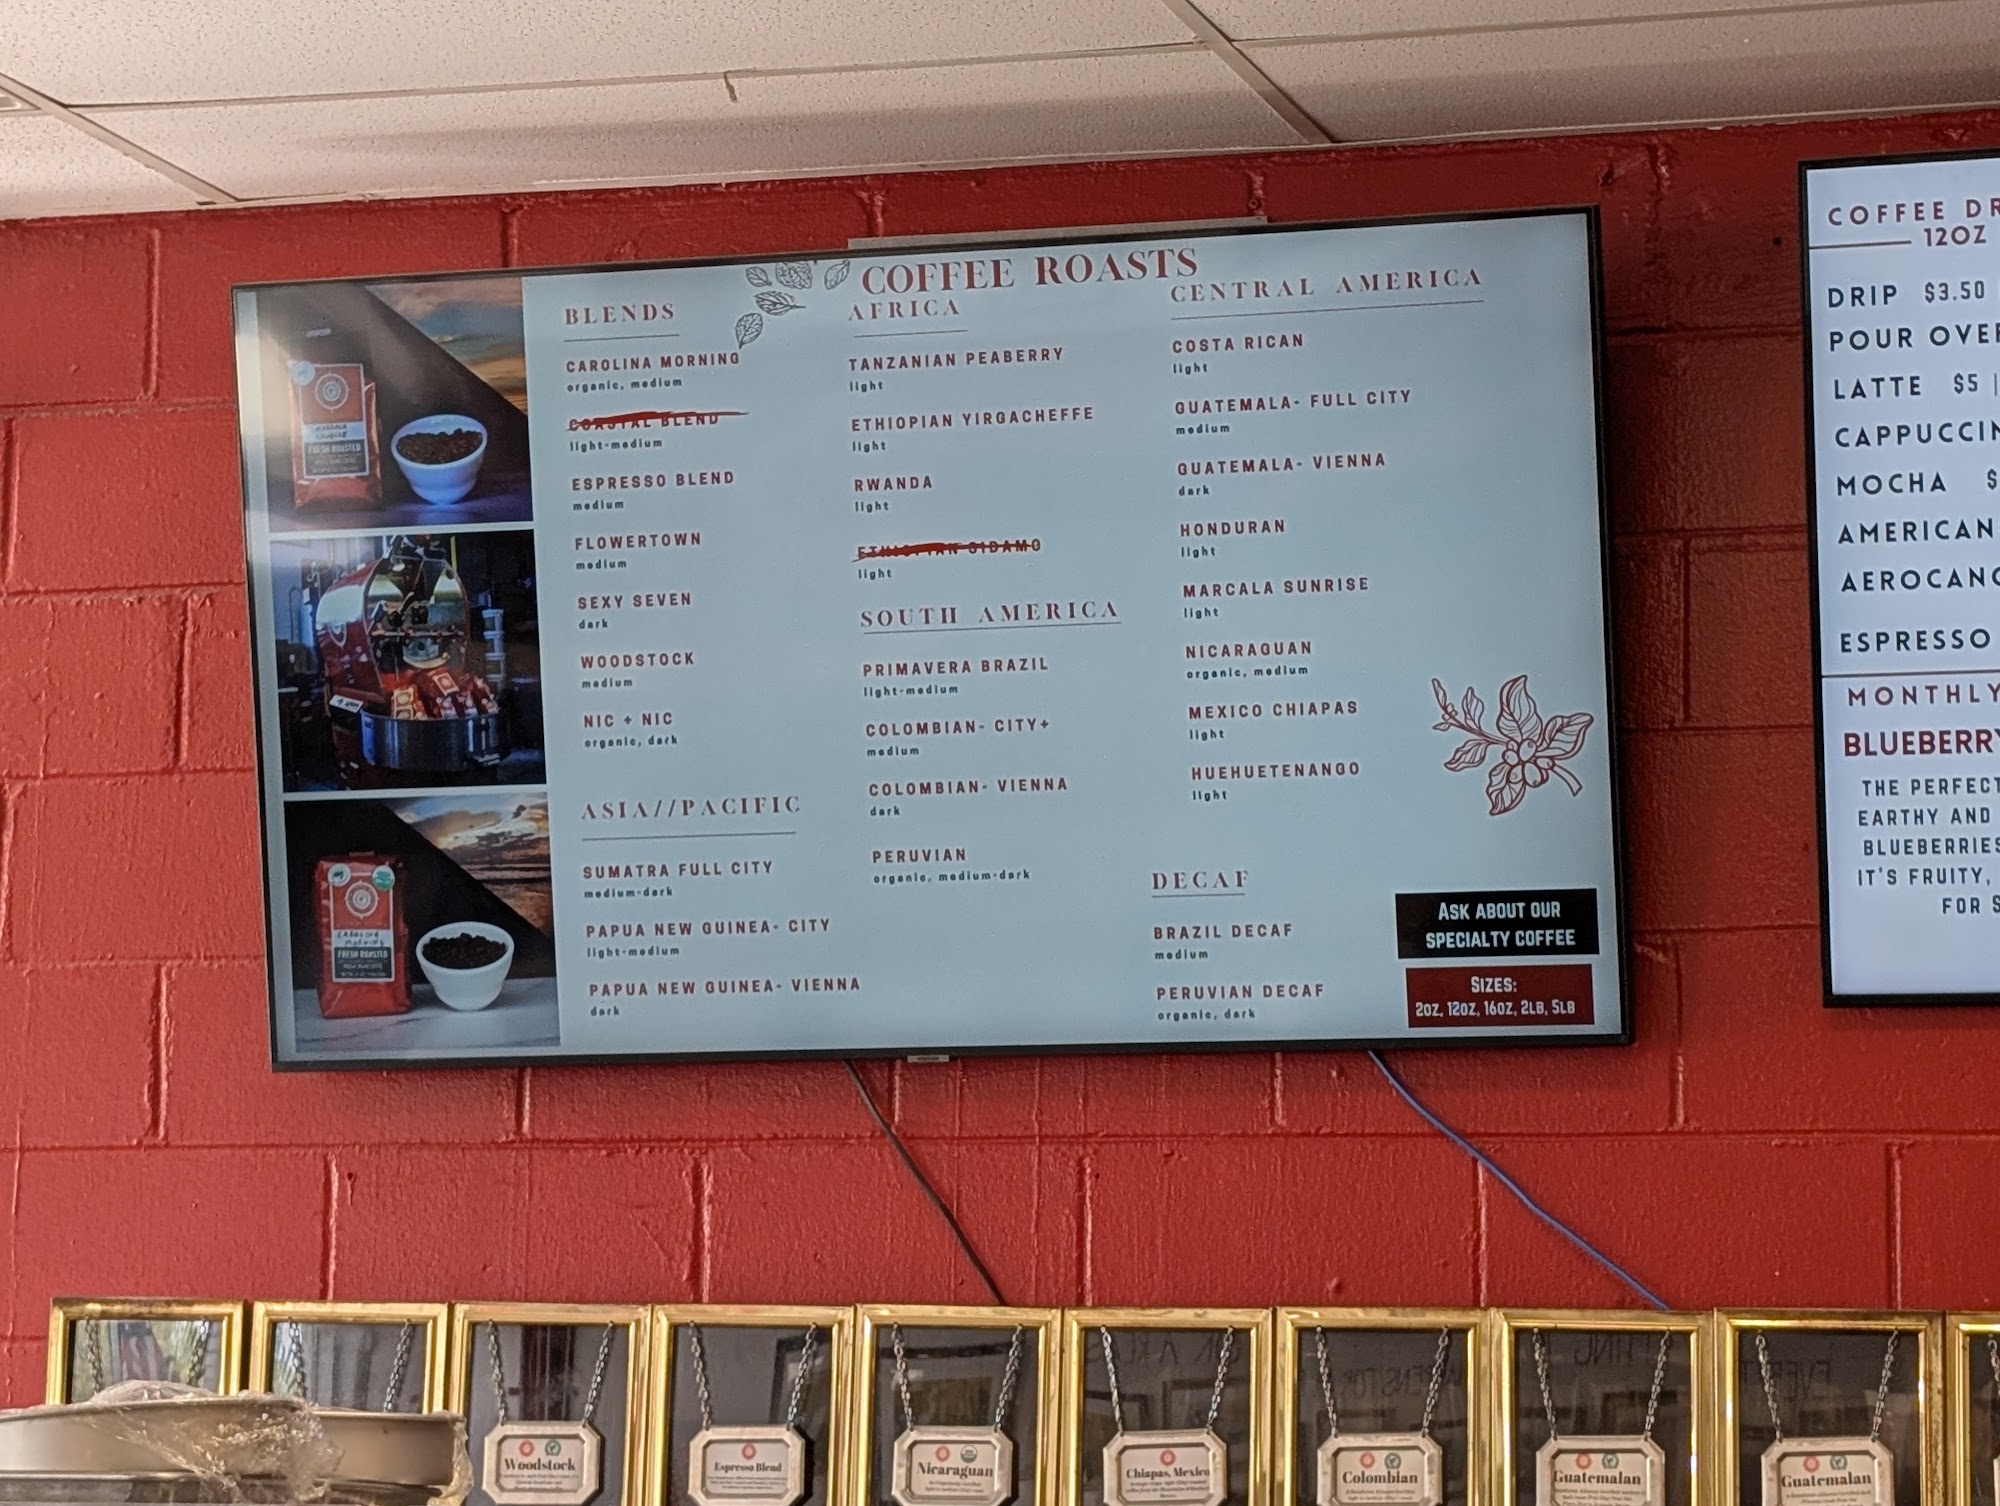 COFFEE ROASTS
BLENDS
CAROLINA MORNING
organic, medium
COASTAL BLEND
light-medium
ESPRESSO BLEND
medium
FLOWERTOWN
medium
SEXY SEVEN
dark
WOODSTOCK
medium
NIC + NIC
organic, dark
ASIA//PACIFIC
SUMATRA FULL CITY
medium-dark
PAPUA NEW GUINEA- CITY
light-medium
PAPUA NEW GUINEA- VIENNA
dark
AFRICA
TANZANIAN PEABERRY
light
ETHIOPIAN YIRGACHEFFE
light
RWANDA
light
ETHIOPIAN SIDAMO
light
SOUTH AMERICA
PRIMAVERA BRAZIL
light-medium
COLOMBIAN- CITY+
medium
COLOMBIAN- VIENNA
dark
PERUVIAN
organic, medium-dark
CENTRAL AMERICA
COSTA RICAN
light
GUATEMALA- FULL CITY
medium
GUATEMALA- VIENNA
dark
HONDURAN
light
MARCALA SUNRISE
light
NICARAGUAN
organic, medium
MEXICO CHIAPAS
light
HUEHUETENANGO
light
DECAF
BRAZIL DECAF
medium
PERUVIAN DECAF
organic, dark
ASK ABOUT OUR
SPECIALTY COFFEE
SIZES:
2OZ, 12OZ, 16OZ, 2LB, 5LB
FRESH ROASTED
FRESH ROASTED
COFFEE DR
12OZ
DRIP $3.50
POUR OVER
LATTE $5 |
CAPPUCCIN
MOCHA $
AMERICAN
AEROCANO
ESPRESSO
MONTHLY
BLUEBERRY
THE PERFECT
EARTHY AND
BLUEBERRIES
IT'S FRUITY,
FOR S
Woodstock
Espresso Blend
Nicaraguan
Chiapas, Mexico
Colombian
Guatemalan
Guatemalan